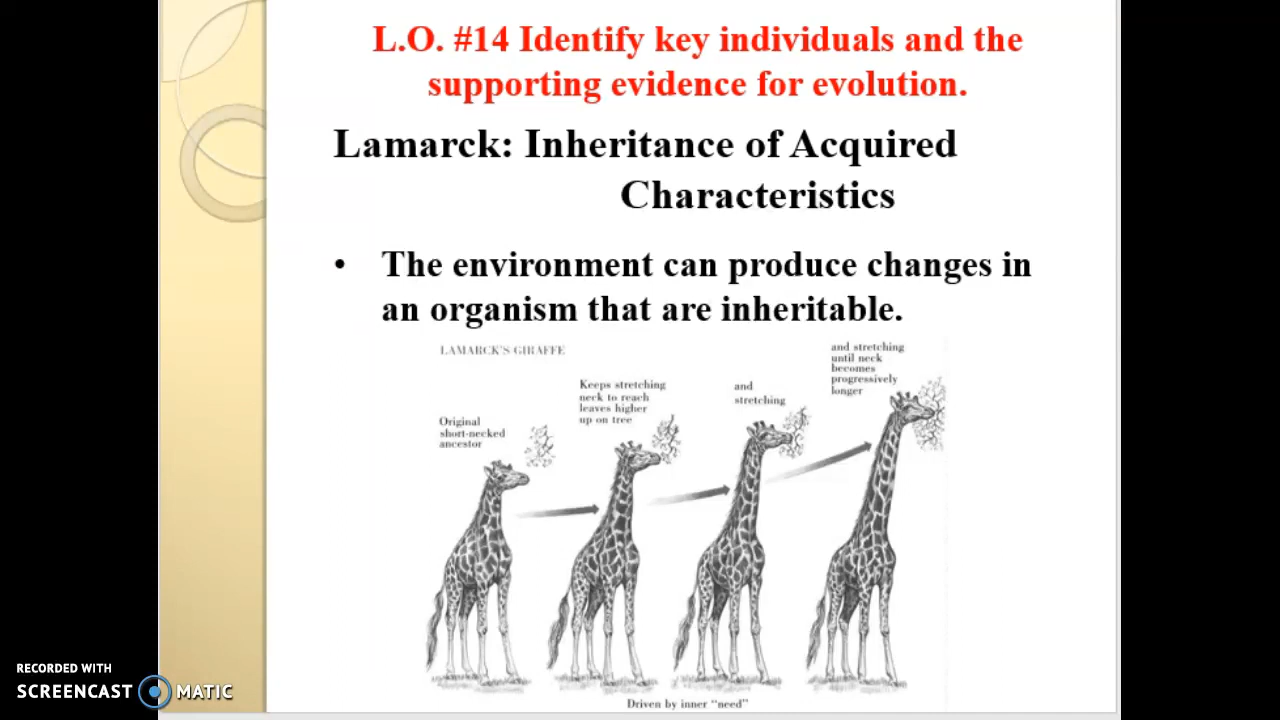 L.O. #14 Identify key individuals and the
supporting evidence for evolution.
Lamarck: Inheritance of Acquired
Characteristics
• The environment can produce changes in
an organism that are inheritable.
LAMARCK'S GIRAFFE
Original
short-necked
ancestor
Keeps stretching
neck to reach
leaves higher
up on tree
and
stretching
and stretching
until neck
becomes
progressively
longer
Driven by inner "need"
RECORDED WITH
SCREENCAST MATIC